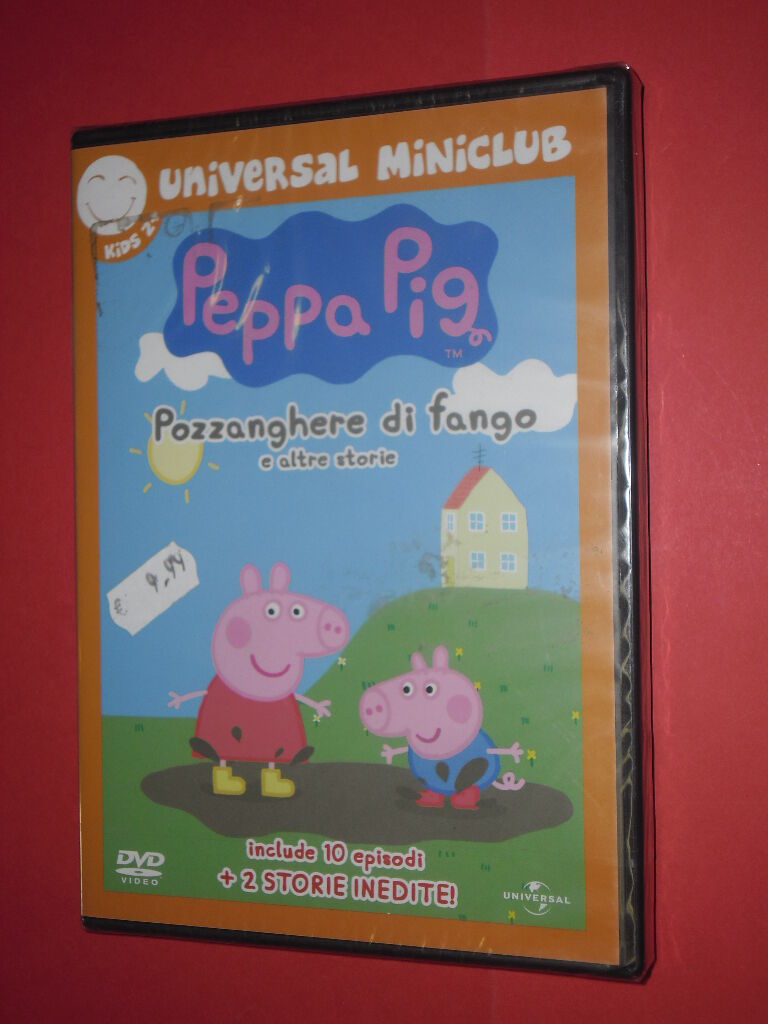 UNIVERSAL MINICLUB
KIDS 2+
Peppa Pig
TM
Pozzanghere di fango
e altre storie
€ 9,94
include 10 episodi
+ 2 STORIE INEDITE!
DVD
VIDEO
UNIVERSAL